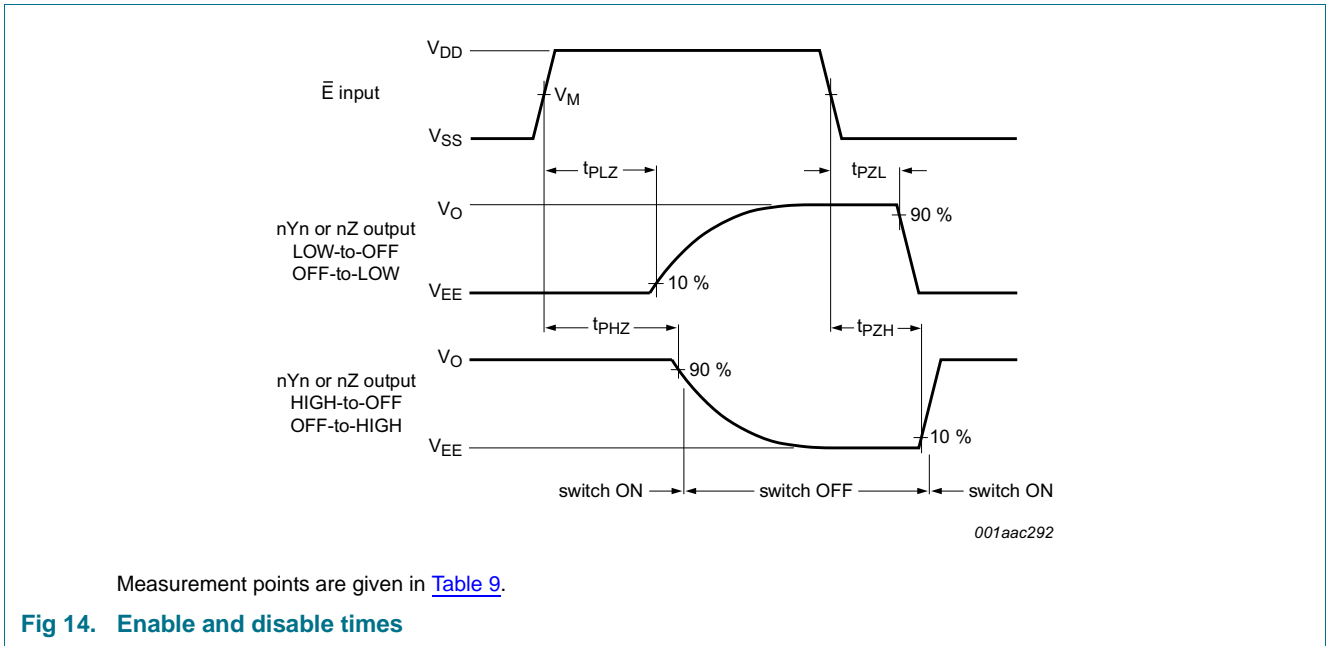 V_DD
Ē input
V_M
V_SS
t_PLZ
t_PZL
V_O
90 %
nYn or nZ output
LOW-to-OFF
OFF-to-LOW
10 %
V_EE
t_PHZ
t_PZH
V_O
90 %
nYn or nZ output
HIGH-to-OFF
OFF-to-HIGH
10 %
V_EE
switch ON switch OFF switch ON
001aac292
Measurement points are given in Table 9.
Fig 14. Enable and disable times